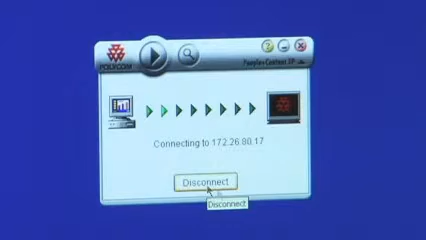 POLYCOM
People+Content IP
Connecting to 172.26.80.17
Disconnect
Disconnect